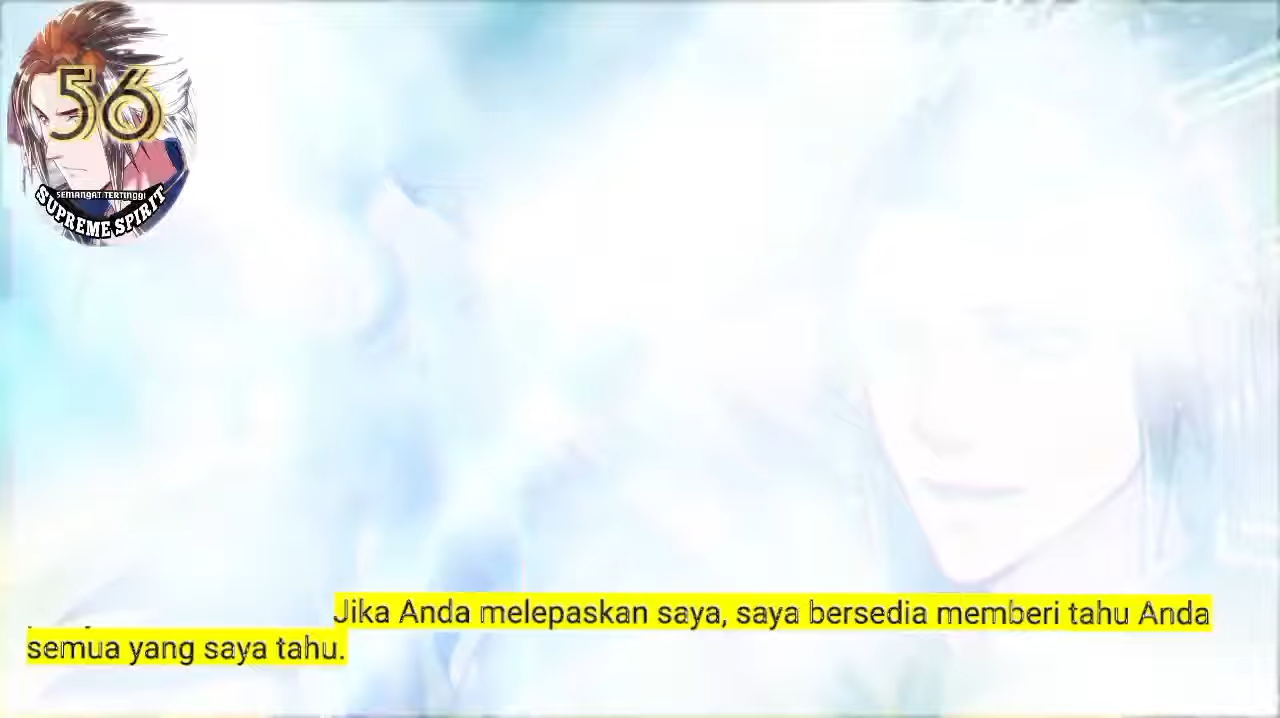 56
SEMANGAT TERTINGGI
SUPREME SPIRIT
Jika Anda melepaskan saya, saya bersedia memberi tahu Anda
semua yang saya tahu.